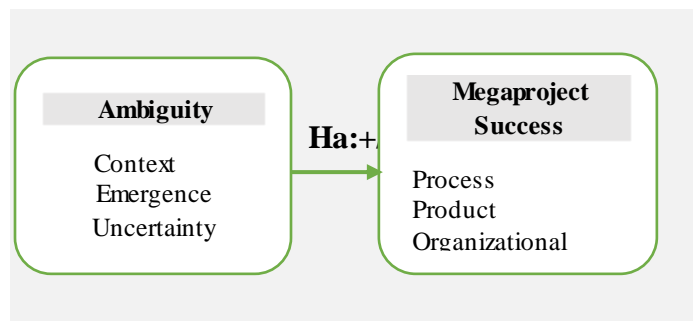 Ambiguity
Context
Emergence
Uncertainty
Ha:+
Megaproject
Success
Process
Product
Organizational